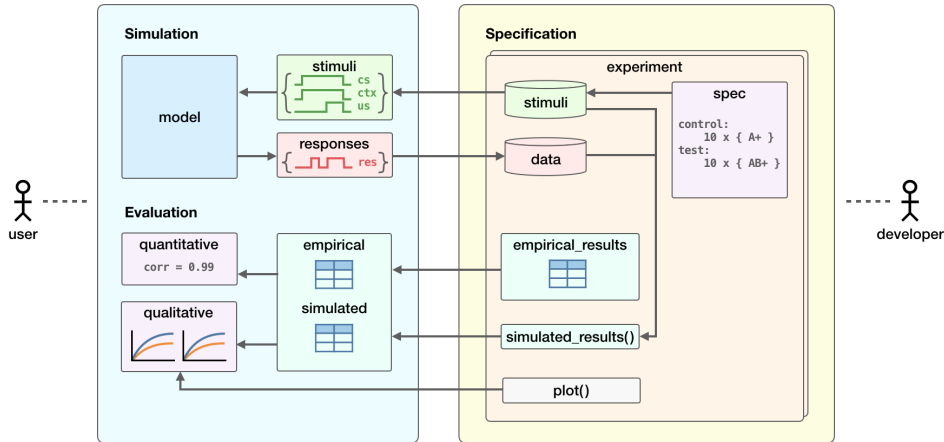 Simulation
model
stimuli
cs
ctx
us
responses
res
Evaluation
quantitative
corr = 0.99
qualitative
empirical
simulated
Specification
experiment
stimuli
data
spec
control:
10 x { A+ }
test:
10 x { AB+ }
empirical_results
simulated_results()
plot()
user
developer